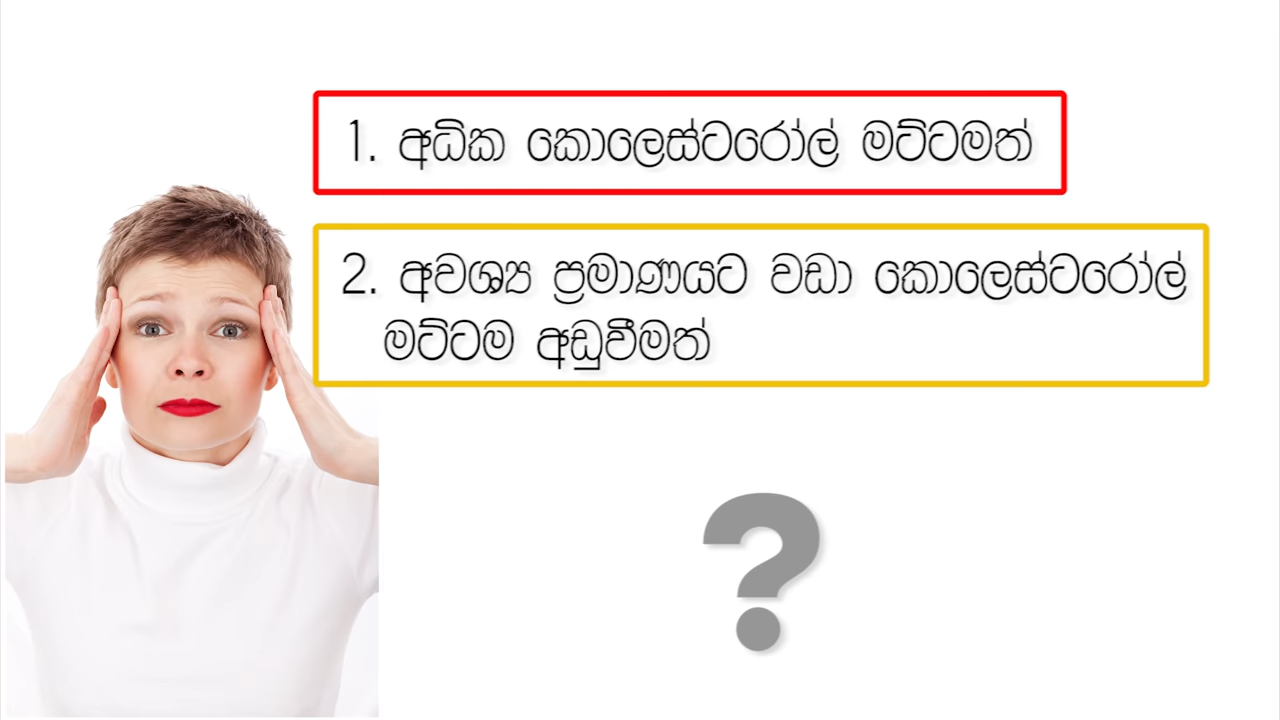 1. අධික කොලෙස්ටරෝල් මට්ටමත්
2. අවශ්‍ය ප්‍රමාණයට වඩා කොලෙස්ටරෝල්
මට්ටම අඩුවීමත්
?